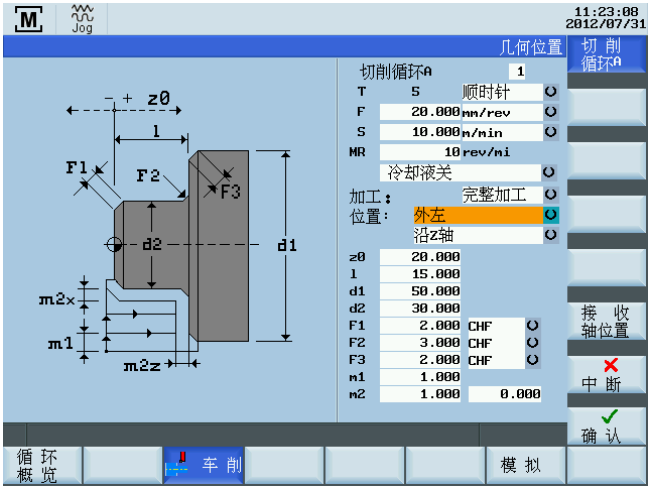 M
Jog
11:23:08
2012/07/31
几何位置
切 削
循环A
切削循环A 1
T 5 顺时针
F 20.000 mm/rev
S 10.000 m/min
MR 10 rev/mi
冷却液关
加工: 完整加工
位置: 外左
沿z轴
z0 20.000
l 15.000
d1 50.000
d2 30.000
F1 2.000 CHF
F2 3.000 CHF
F3 2.000 CHF
m1 1.000
m2 1.000 0.000
- + z0
l
F1
F2
F3
d2
d1
m2x
m1
m2z
接 收
轴位置
中 断
确 认
循 环
概 览
车 削
模 拟